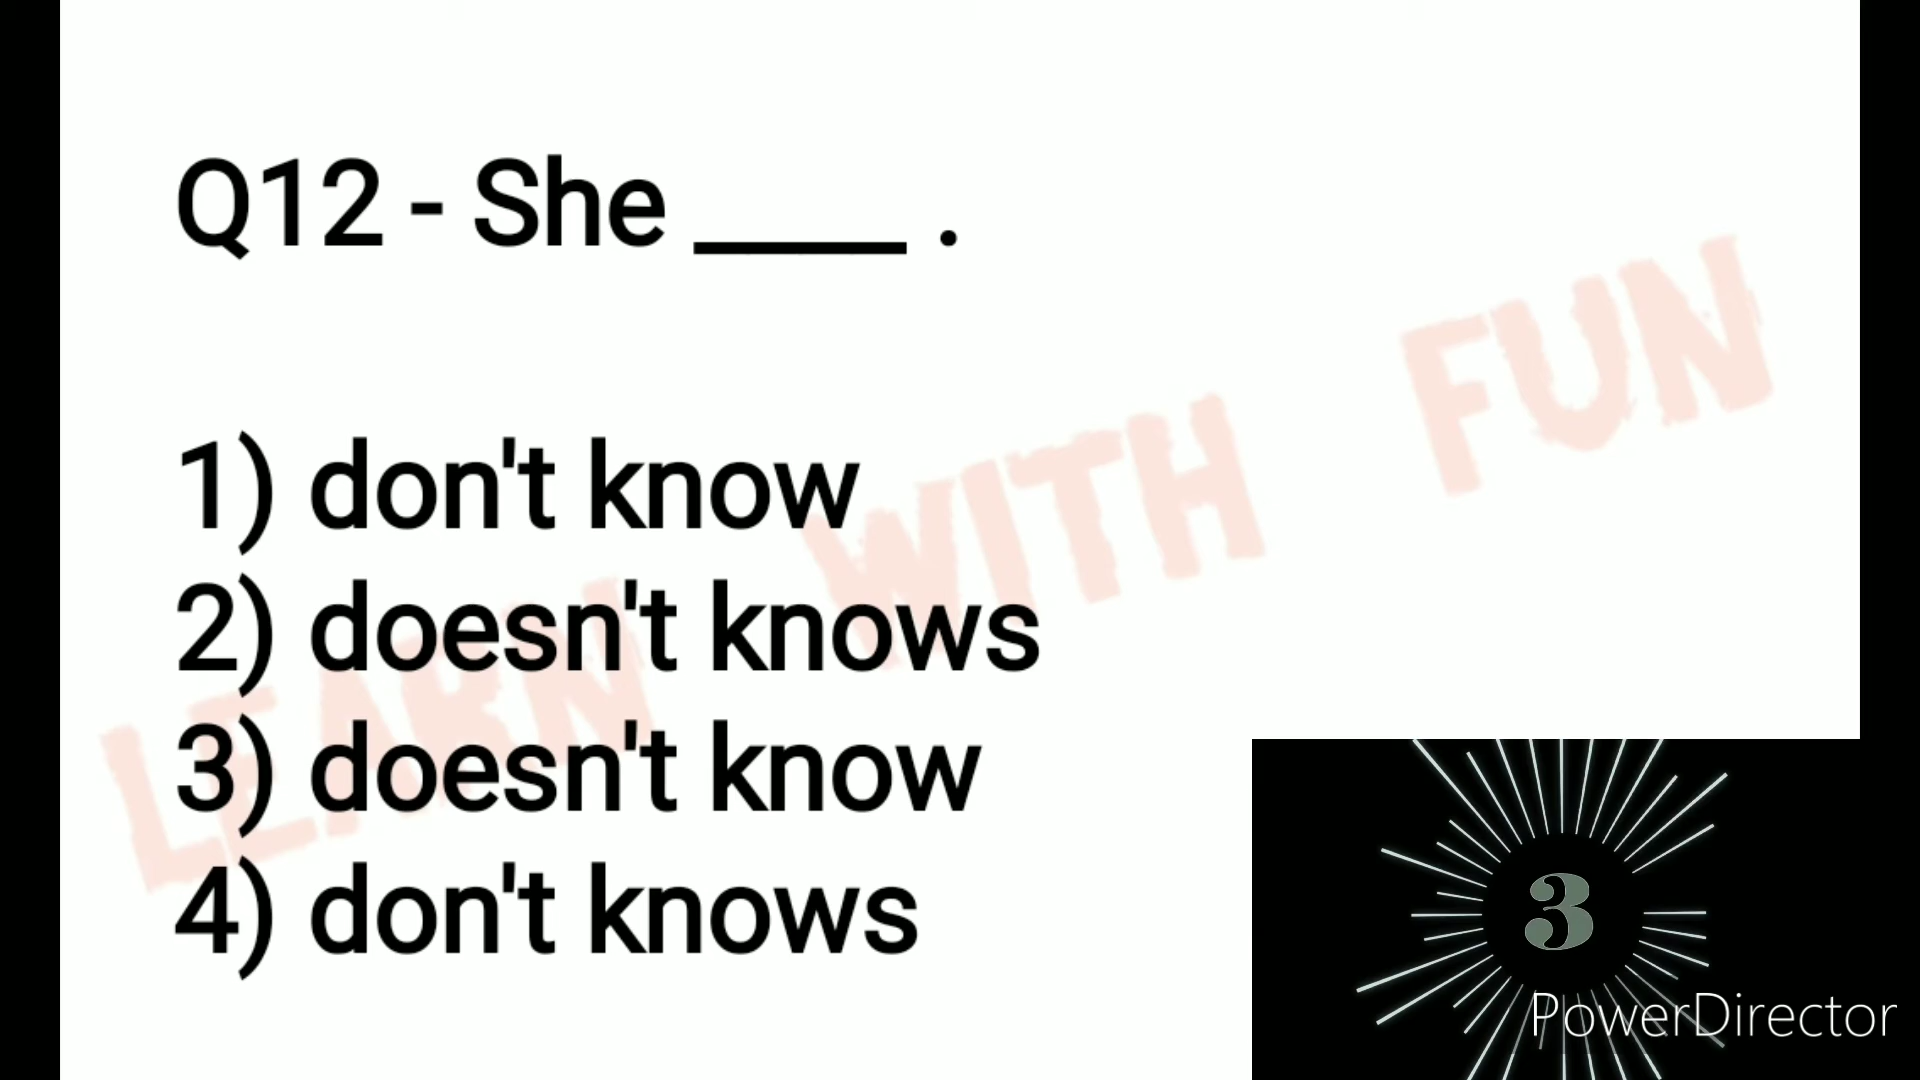 Q12 - She ____ .
1) don't know
2) doesn't knows
3) doesn't know
4) don't knows
LEARN WITH FUN
3
PowerDirector